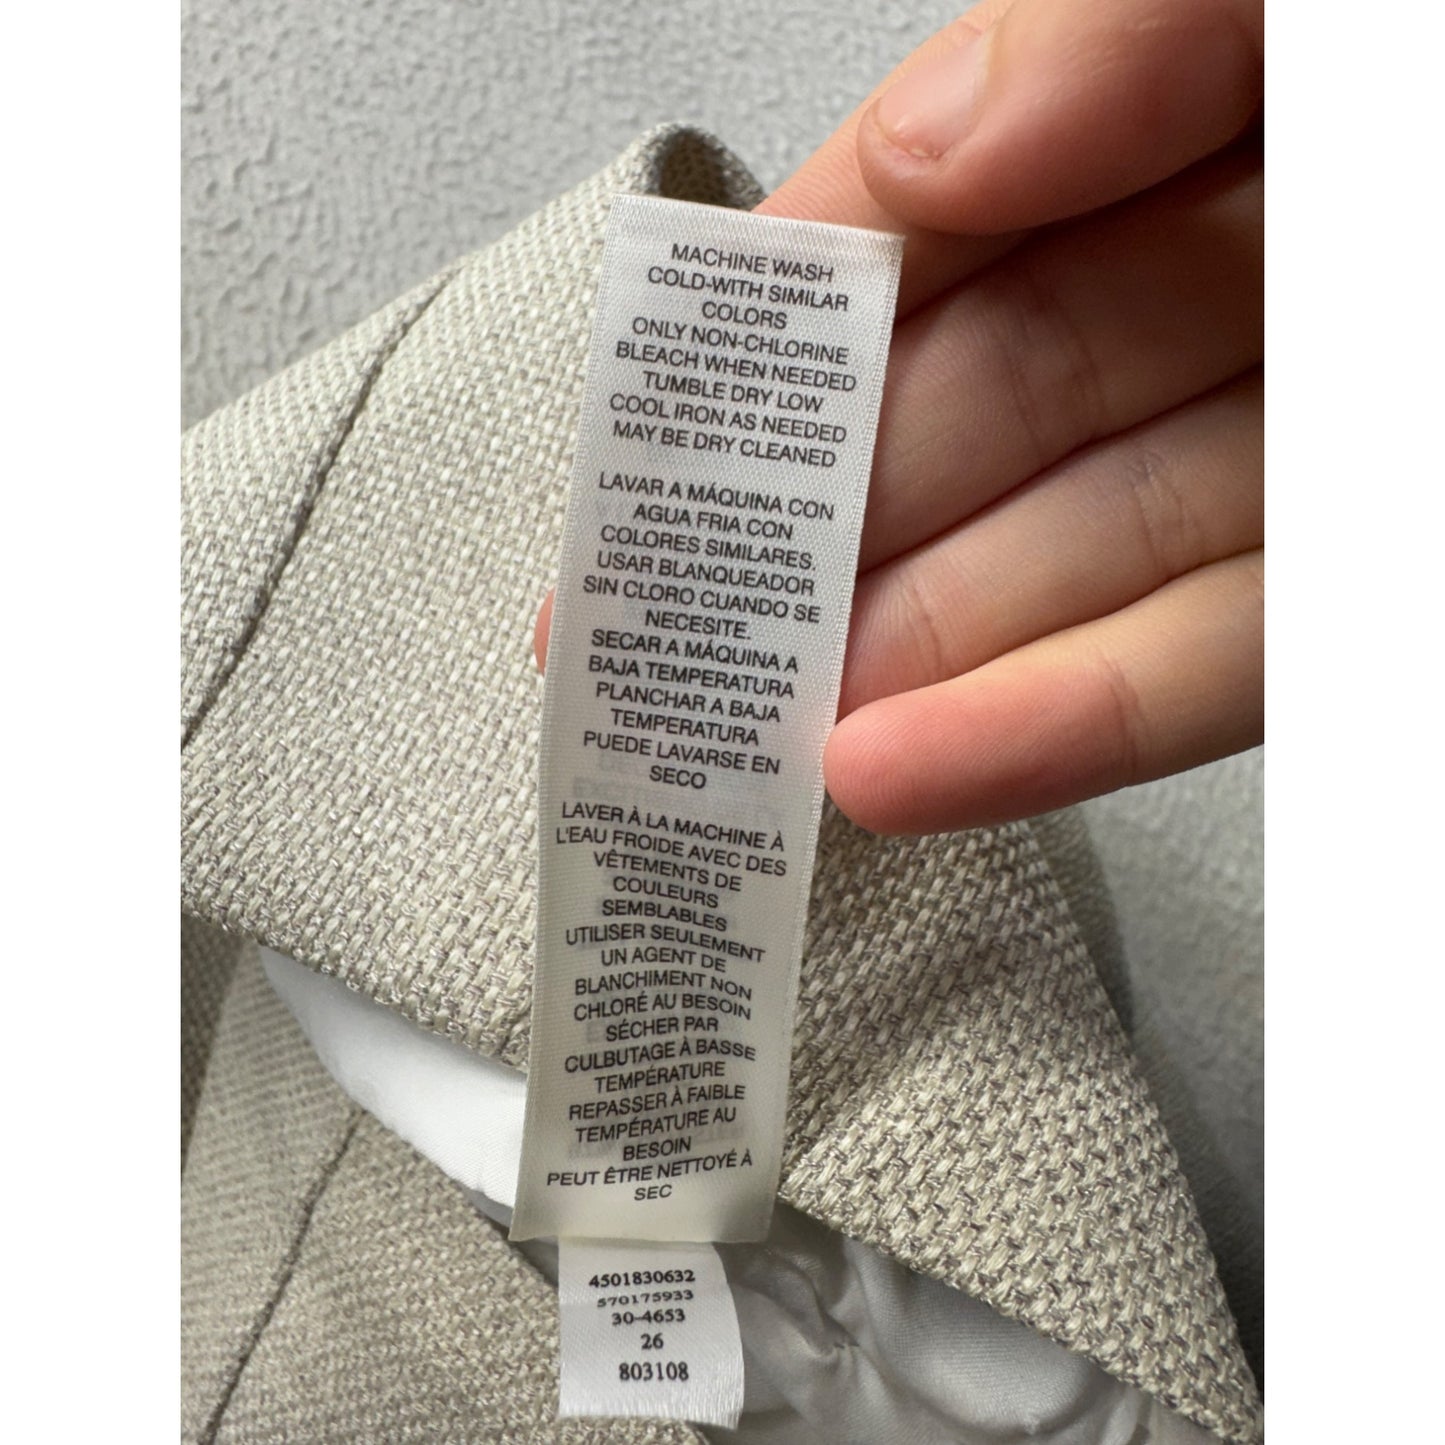 MACHINE WASH
COLD-WITH SIMILAR
COLORS
ONLY NON-CHLORINE
BLEACH WHEN NEEDED
TUMBLE DRY LOW
COOL IRON AS NEEDED
MAY BE DRY CLEANED
LAVAR A MÁQUINA CON
AGUA FRIA CON
COLORES SIMILARES.
USAR BLANQUEADOR
SIN CLORO CUANDO SE
NECESITE.
SECAR A MÁQUINA A
BAJA TEMPERATURA
PLANCHAR A BAJA
TEMPERATURA
PUEDE LAVARSE EN
SECO
LAVER À LA MACHINE À
L'EAU FROIDE AVEC DES
VÊTEMENTS DE
COULEURS
SEMBLABLES
UTILISER SEULEMENT
UN AGENT DE
BLANCHIMENT NON
CHLORÉ AU BESOIN
SÉCHER PAR
CULBUTAGE À BASSE
TEMPÉRATURE
REPASSER À FAIBLE
TEMPÉRATURE AU
BESOIN
PEUT ÊTRE NETTOYÉ À
SEC
4501830632
570175933
30-4653
26
803108